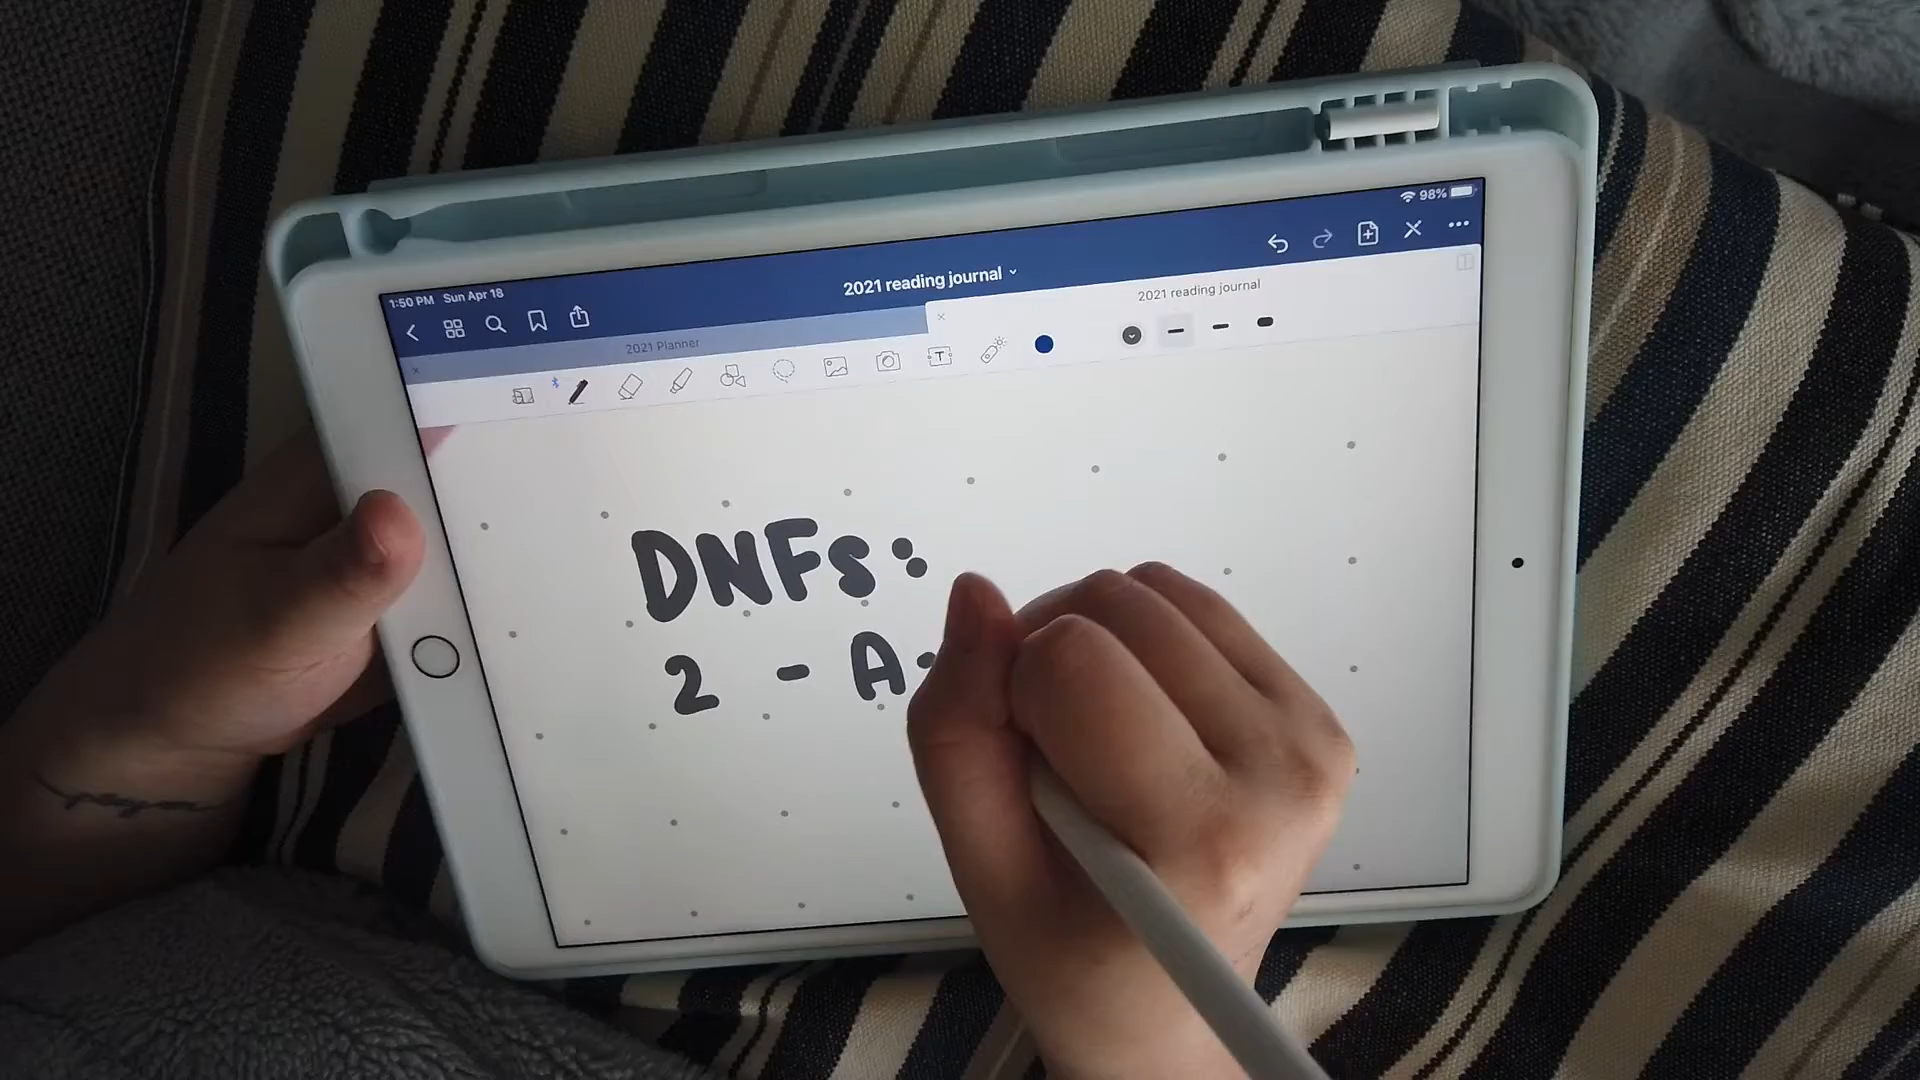 98%
1:50 PM Sun Apr 18
2021 reading journal
2021 Planner
2021 reading journal
T
DNFs:
2 - A